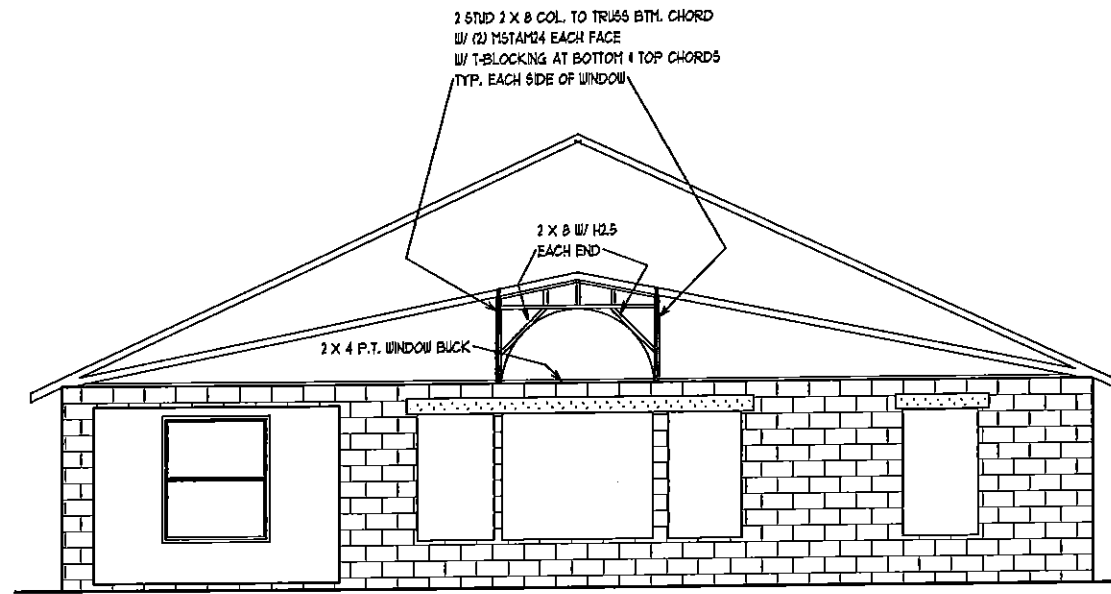 2 STUD 2 X 8 COL. TO TRUSS BTM. CHORD
W/ (2) MSTAM24 EACH FACE
W/ T-BLOCKING AT BOTTOM & TOP CHORDS
TYP. EACH SIDE OF WINDOW
2 X 8 W/ H2.5
EACH END
2 X 4 P.T. WINDOW BUCK